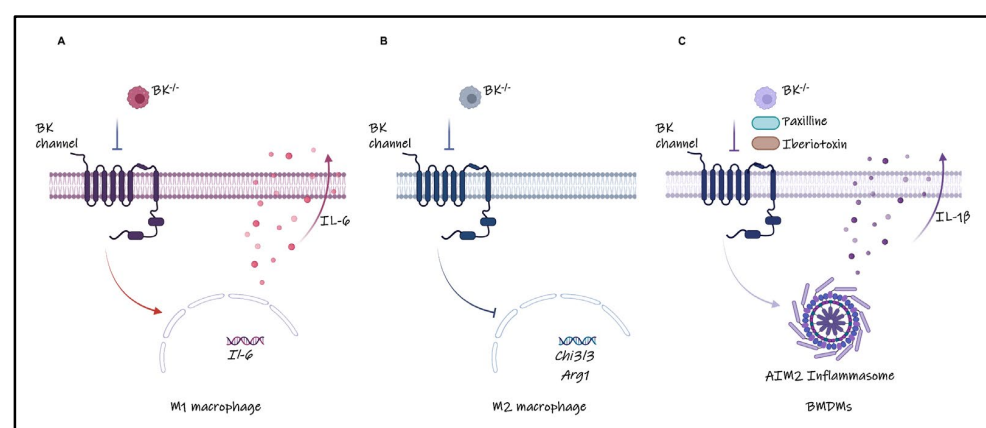 A
BK-/-
BK
channel
IL-6
Il-6
M1 macrophage
B
BK-/-
BK
channel
Chi3l3
Arg1
M2 macrophage
C
BK-/-
Paxilline
Iberiotoxin
BK
channel
IL-1β
AIM2 Inflammasome
BMDMs